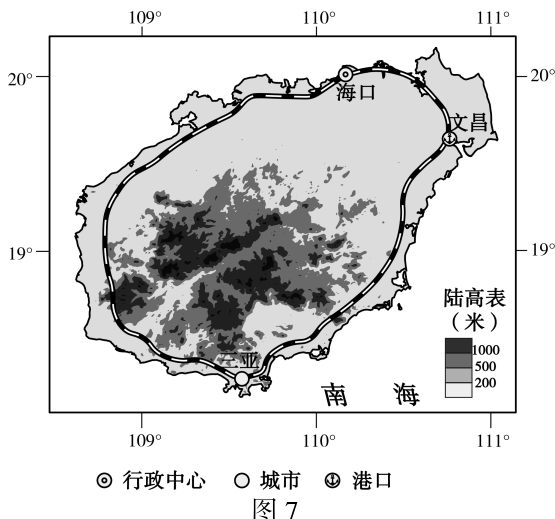 109° 110° 111°
20° 20°
海口
文昌
19° 19°
陆高表
(米)
1000
500
200
三亚
南 海
109° 110° 111°
行政中心 城市 港口
图 7